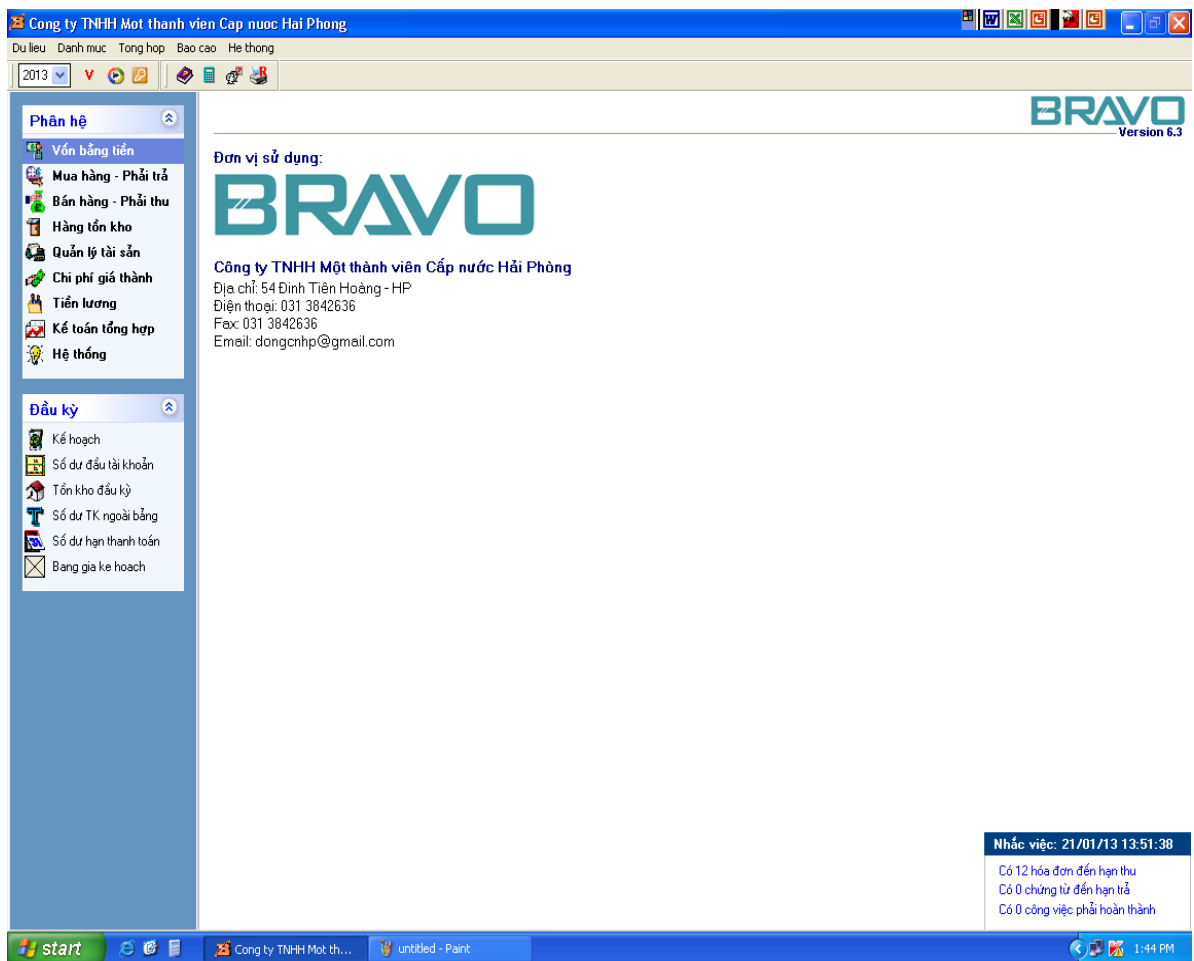 Cong ty TNHH Mot thanh vien Cap nuoc Hai Phong
Du lieu Danh muc Tong hop Bao cao He thong
2013 V
Phân hệ
Vốn bằng tiền
Mua hàng - Phải trả
Bán hàng - Phải thu
Hàng tồn kho
Quản lý tài sản
Chi phí giá thành
Tiền lương
Kế toán tổng hợp
Hệ thống
Đầu kỳ
Kế hoạch
Số dư đầu tài khoản
Tồn kho đầu kỳ
Số dư TK ngoài bảng
Số dư hạn thanh toán
Bang gia ke hoach
BRAVO
Version 6.3
Đơn vị sử dụng:
BRAVO
Công ty TNHH Một thành viên Cấp nước Hải Phòng
Địa chỉ: 54 Đinh Tiên Hoàng - HP
Điện thoại: 031 3842636
Fax: 031 3842636
Email: dongcnhp@gmail.com
Nhắc việc: 21/01/13 13:51:38
Có 12 hóa đơn đến hạn thu
Có 0 chứng từ đến hạn trả
Có 0 công việc phải hoàn thành
start Cong ty TNHH Mot th... untitled - Paint 1:44 PM